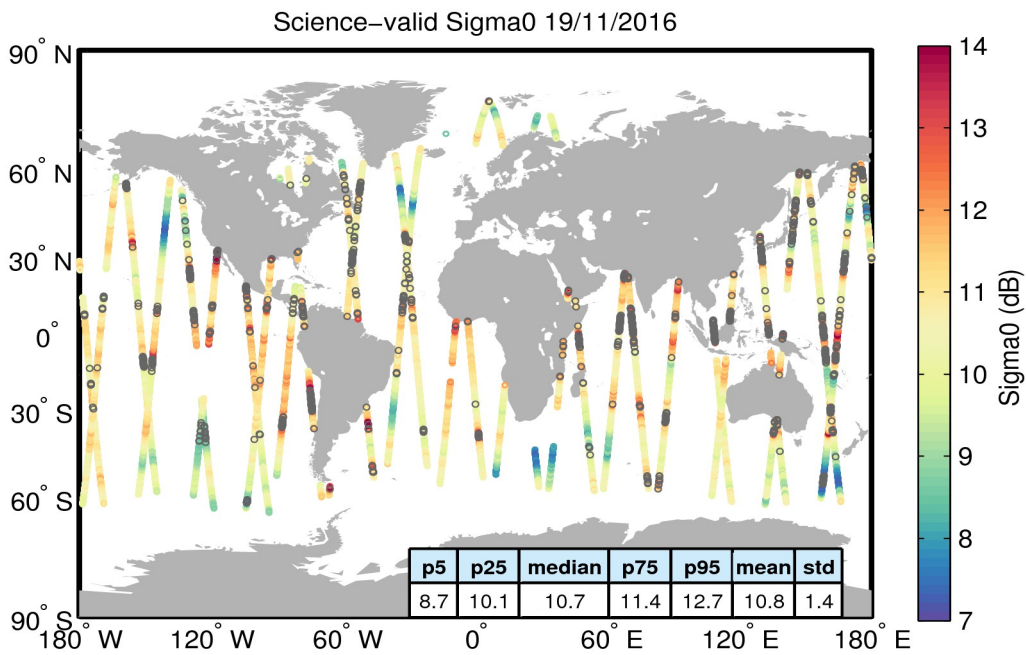 Science−valid Sigma0 19/11/2016
90° N
60° N
30° N
0°
30° S
60° S
90° S
180° W
120° W
60° W
0°
60° E
120° E
180° E
14
13
12
11
10
9
8
7
Sigma0 (dB)
p5 p25 median p75 p95 mean std
8.7 10.1 10.7 11.4 12.7 10.8 1.4